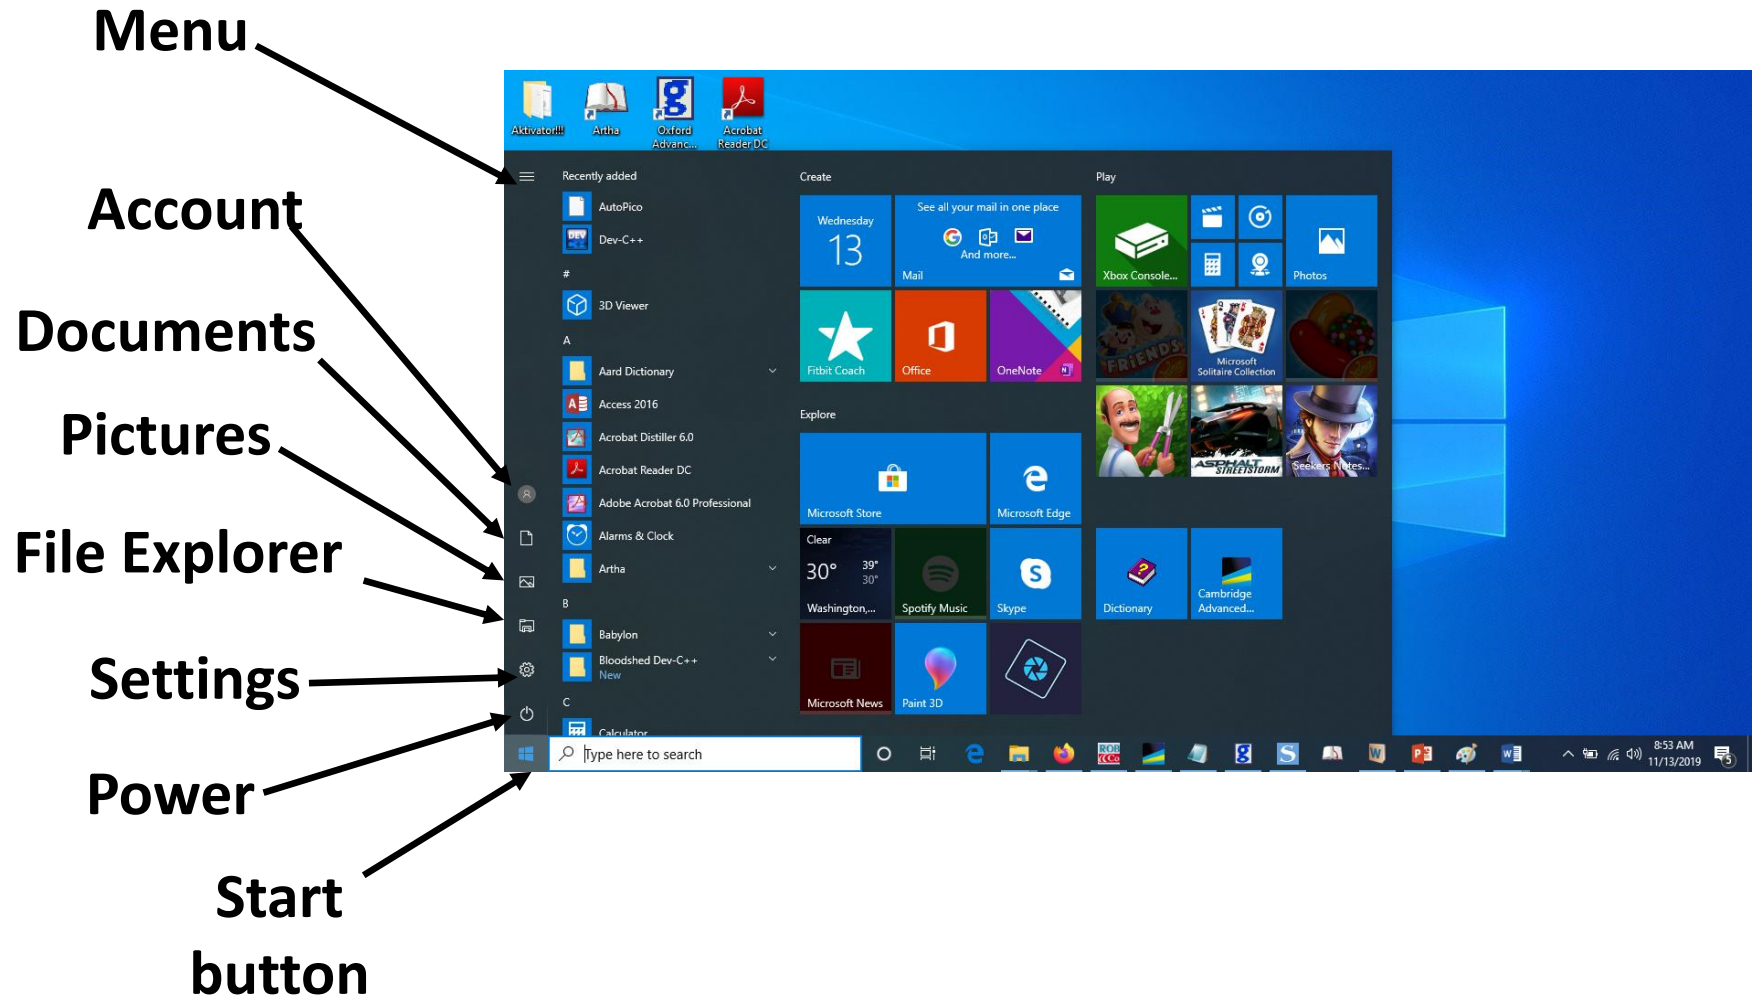 Menu
Account
Documents
Pictures
File Explorer
Settings
Power
Start
button
Aktivator!!!
Artha
Oxford
Advanc...
Acrobat
Reader DC
Recently added
AutoPico
Dev-C++
#
3D Viewer
A
Aard Dictionary
Access 2016
Acrobat Distiller 6.0
Acrobat Reader DC
Adobe Acrobat 6.0 Professional
Alarms & Clock
Artha
B
Babylon
Bloodshed Dev-C++
New
C
Calculator
Create
Wednesday
13
See all your mail in one place
And more...
Mail
Fitbit Coach
Office
OneNote
Explore
Microsoft Store
Microsoft Edge
Clear
30°
39°
30°
Washington,...
Spotify Music
Skype
Microsoft News
Paint 3D
Play
Xbox Console...
Photos
FRIENDS
Microsoft
Solitaire Collection
ASPHALT
STREETSTORM
Seekers Notes...
Dictionary
Cambridge
Advanced...
Type here to search
8:53 AM
11/13/2019
5